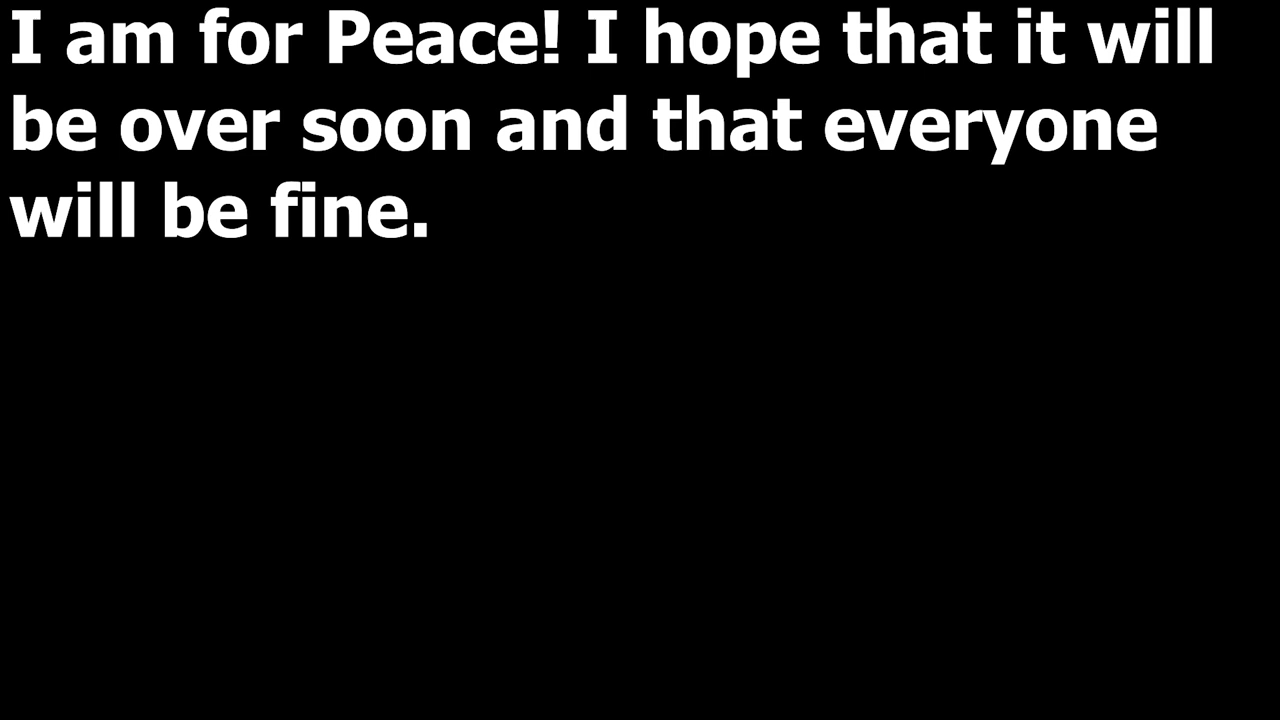 I am for Peace! I hope that it will
be over soon and that everyone
will be fine.